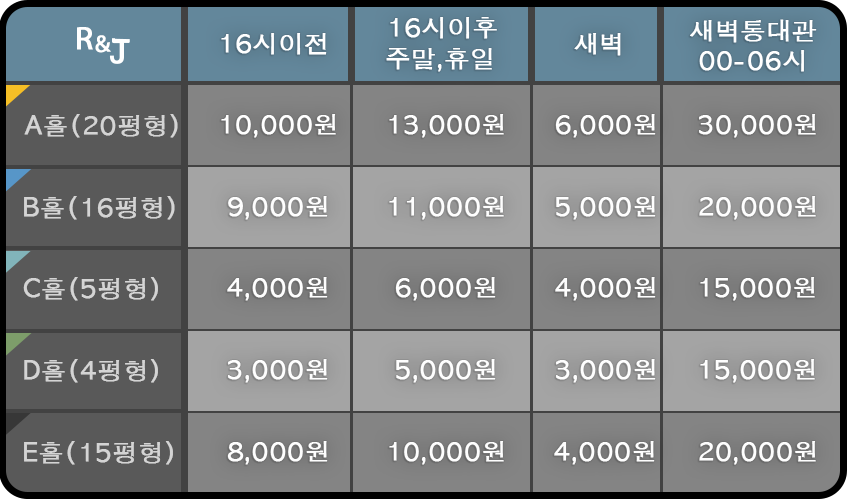 R&J 16시이전 16시이후 주말,휴일 새벽 새벽통대관 00-06시
A홀(20평형) 10,000원 13,000원 6,000원 30,000원
B홀(16평형) 9,000원 11,000원 5,000원 20,000원
C홀(5평형) 4,000원 6,000원 4,000원 15,000원
D홀(4평형) 3,000원 5,000원 3,000원 15,000원
E홀(15평형) 8,000원 10,000원 4,000원 20,000원